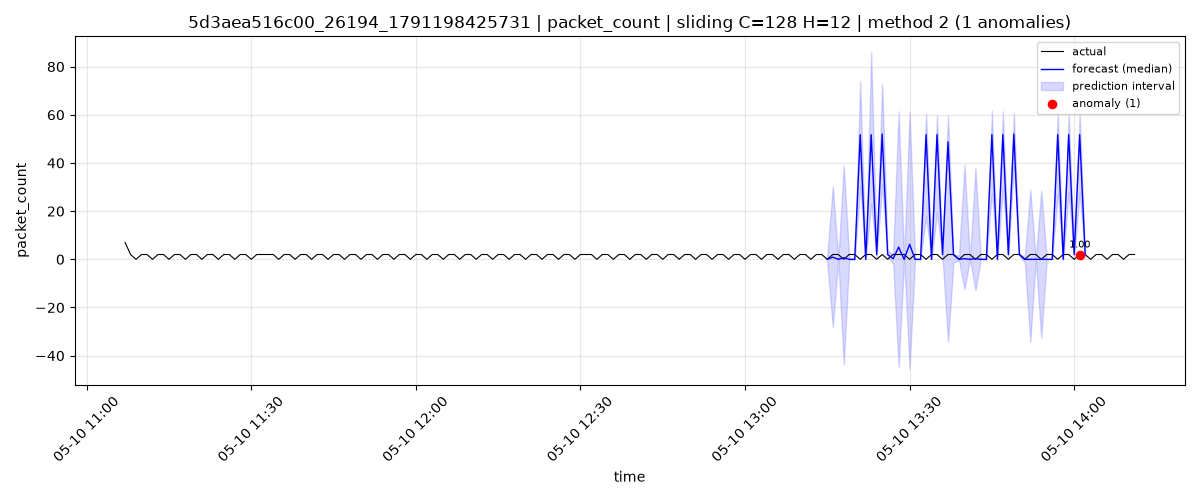 5d3aea516c00_26194_1791198425731 | packet_count | sliding C=128 H=12 | method 2 (1 anomalies)
actual
forecast (median)
prediction interval
anomaly (1)
packet_count
80
60
40
20
0
−20
−40
1.00
05-10 11:00
05-10 11:30
05-10 12:00
05-10 12:30
05-10 13:00
05-10 13:30
05-10 14:00
time